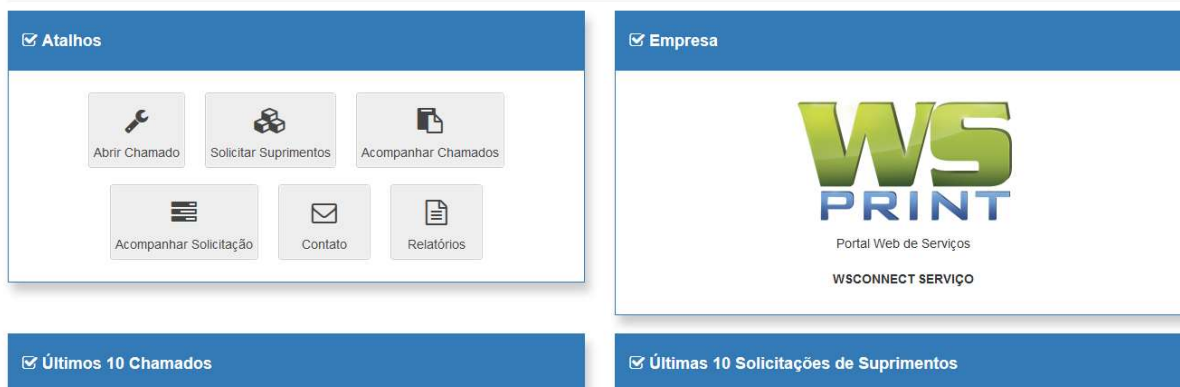 Atalhos
Abrir Chamado
Solicitar Suprimentos
Acompanhar Chamados
Acompanhar Solicitação
Contato
Relatórios
Empresa
WS
PRINT
Portal Web de Serviços
WSCONNECT SERVIÇO
Últimos 10 Chamados
Últimas 10 Solicitações de Suprimentos